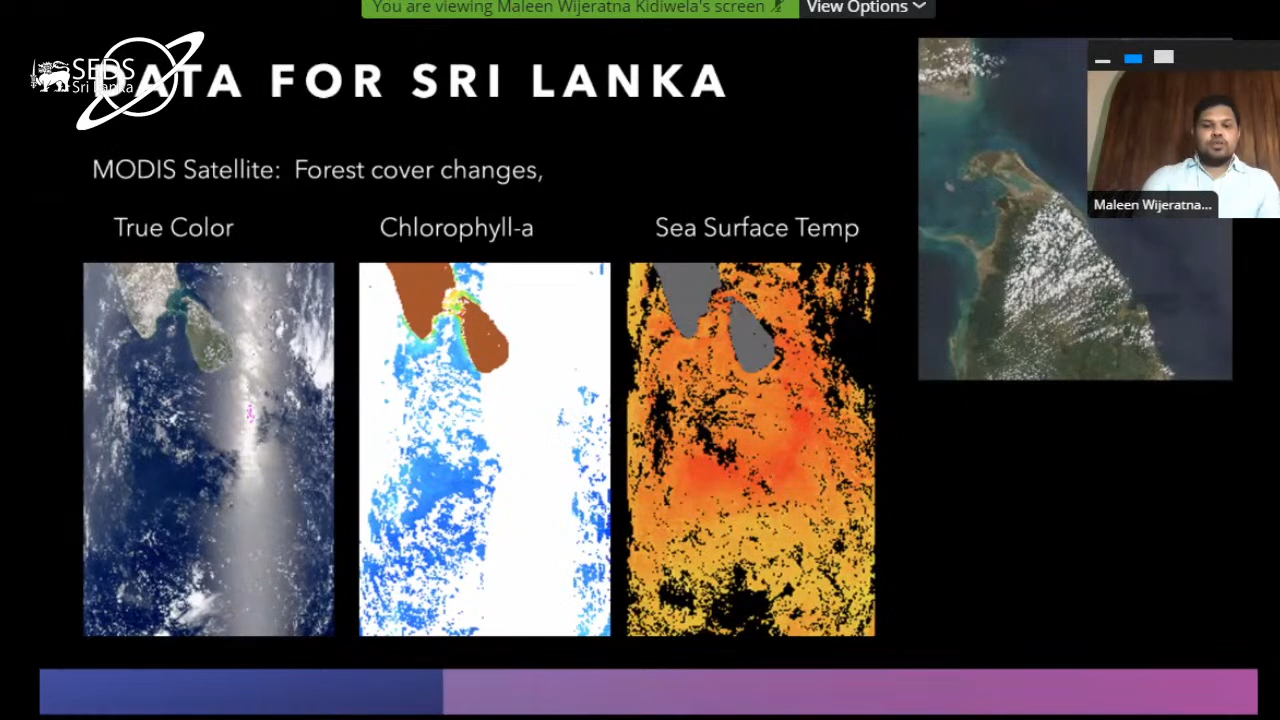 You are viewing Maleen Wijeratna Kidiwela's screen
View Options
SEDS
Sri Lanka
DATA FOR SRI LANKA
Maleen Wijeratna...
MODIS Satellite: Forest cover changes,
True Color
Chlorophyll-a
Sea Surface Temp